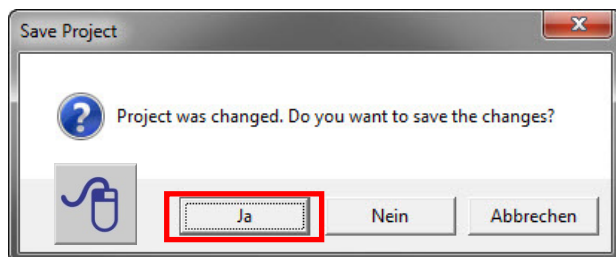 Save Project
Project was changed. Do you want to save the changes?
Ja
Nein
Abbrechen